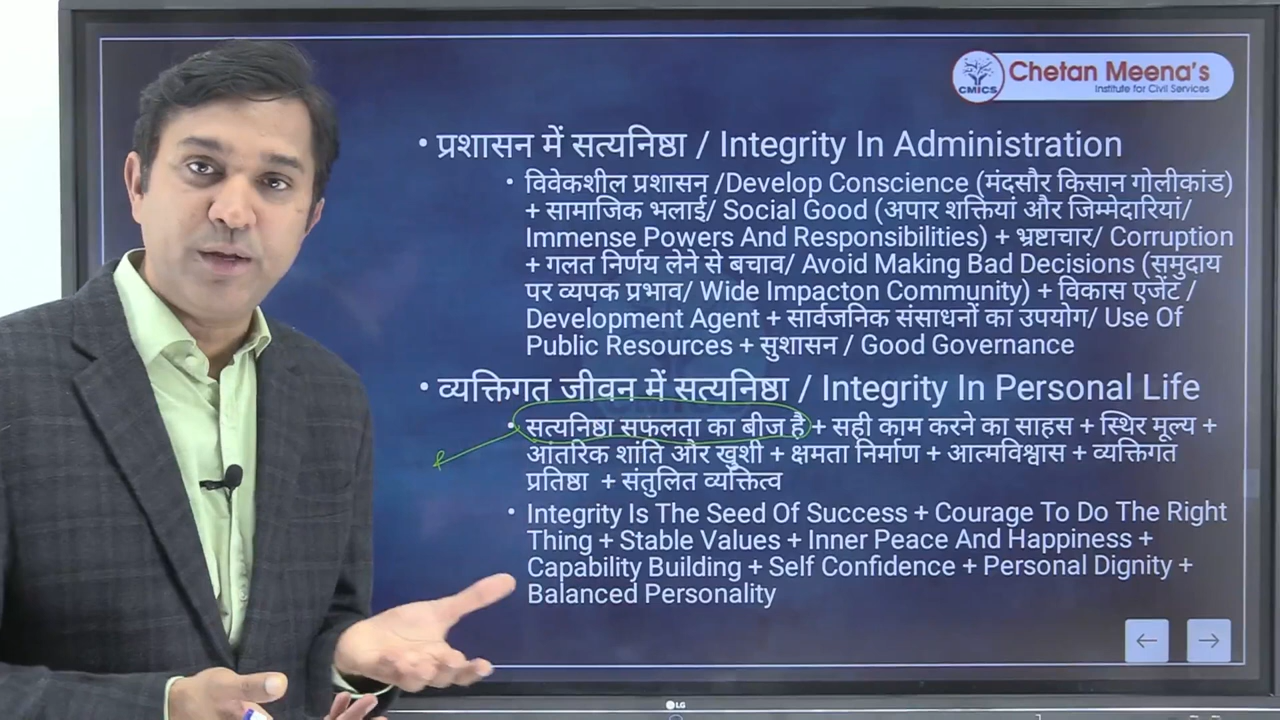 CMICS
Chetan Meena's
Institute for Civil Services
• प्रशासन में सत्यनिष्ठा / Integrity In Administration
• विवेकशील प्रशासन /Develop Conscience (मंदसौर किसान गोलीकांड)
+ सामाजिक भलाई/ Social Good (अपार शक्तियां और जिम्मेदारियां/
Immense Powers And Responsibilities) + भ्रष्टाचार/ Corruption
+ गलत निर्णय लेने से बचाव/ Avoid Making Bad Decisions (समुदाय
पर व्यपक प्रभाव/ Wide Impacton Community) + विकास एजेंट /
Development Agent + सार्वजनिक संसाधनों का उपयोग/ Use Of
Public Resources + सुशासन / Good Governance
• व्यक्तिगत जीवन में सत्यनिष्ठा / Integrity In Personal Life
• सत्यनिष्ठा सफलता का बीज है + सही काम करने का साहस + स्थिर मूल्य +
आंतरिक शांति और खुशी + क्षमता निर्माण + आत्मविश्वास + व्यक्तिगत
प्रतिष्ठा + संतुलित व्यक्तित्व
• Integrity Is The Seed Of Success + Courage To Do The Right
Thing + Stable Values + Inner Peace And Happiness +
Capability Building + Self Confidence + Personal Dignity +
Balanced Personality
LG